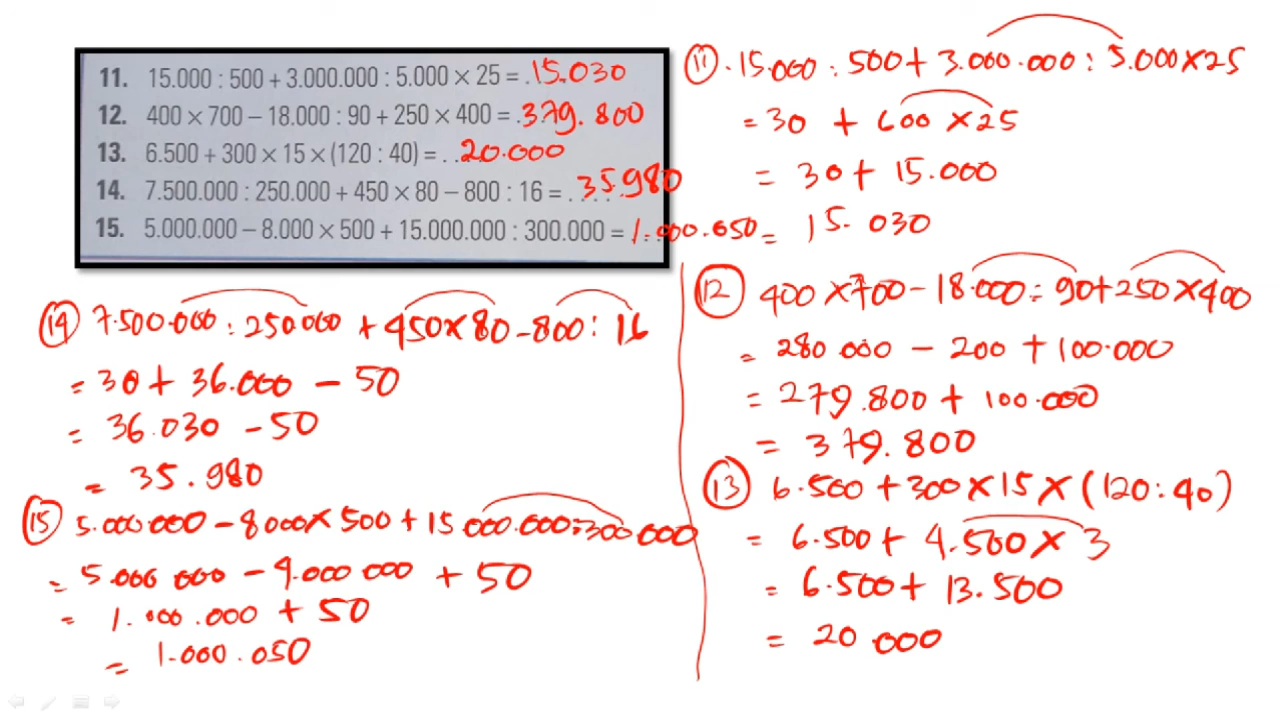 11. 15.000 : 500 + 3.000.000 : 5.000 × 25 = . 15.030
12. 400 × 700 – 18.000 : 90 + 250 × 400 = . 379.800
13. 6.500 + 300 × 15 × (120 : 40) = . . 20.000
14. 7.500.000 : 250.000 + 450 × 80 – 800 : 16 = . . . . 35.980
15. 5.000.000 – 8.000 × 500 + 15.000.000 : 300.000 = 1.000.050
11. 15.000 : 500 + 3.000.000 : 5.000 × 25
= 30 + 600 × 25
= 30 + 15.000
= 15.030
12 400 × 700 – 18.000 : 90 + 250 × 400
= 280 000 – 200 + 100.000
= 279.800 + 100.000
= 379.800
13 6.500 + 300 × 15 × (120 : 40)
= 6.500 + 4.500 × 3
= 6.500 + 13.500
= 20 000
14 7.500.000 : 250.000 + 450 × 80 – 800 : 16
= 30 + 36.000 – 50
= 36.030 – 50
= 35.980
15 5.000.000 – 8000 × 500 + 15.000.000 : 300.000
= 5.000 000 – 4.000 000 + 50
= 1.000.000 + 50
= 1.000.050